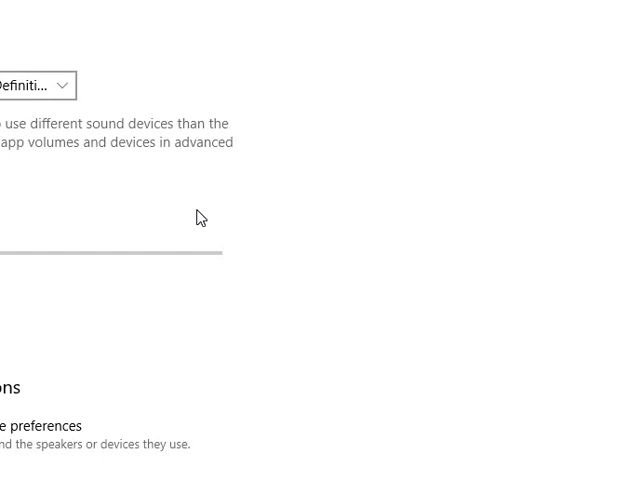 Definiti...
use different sound devices than the
app volumes and devices in advanced
ons
e preferences
nd the speakers or devices they use.